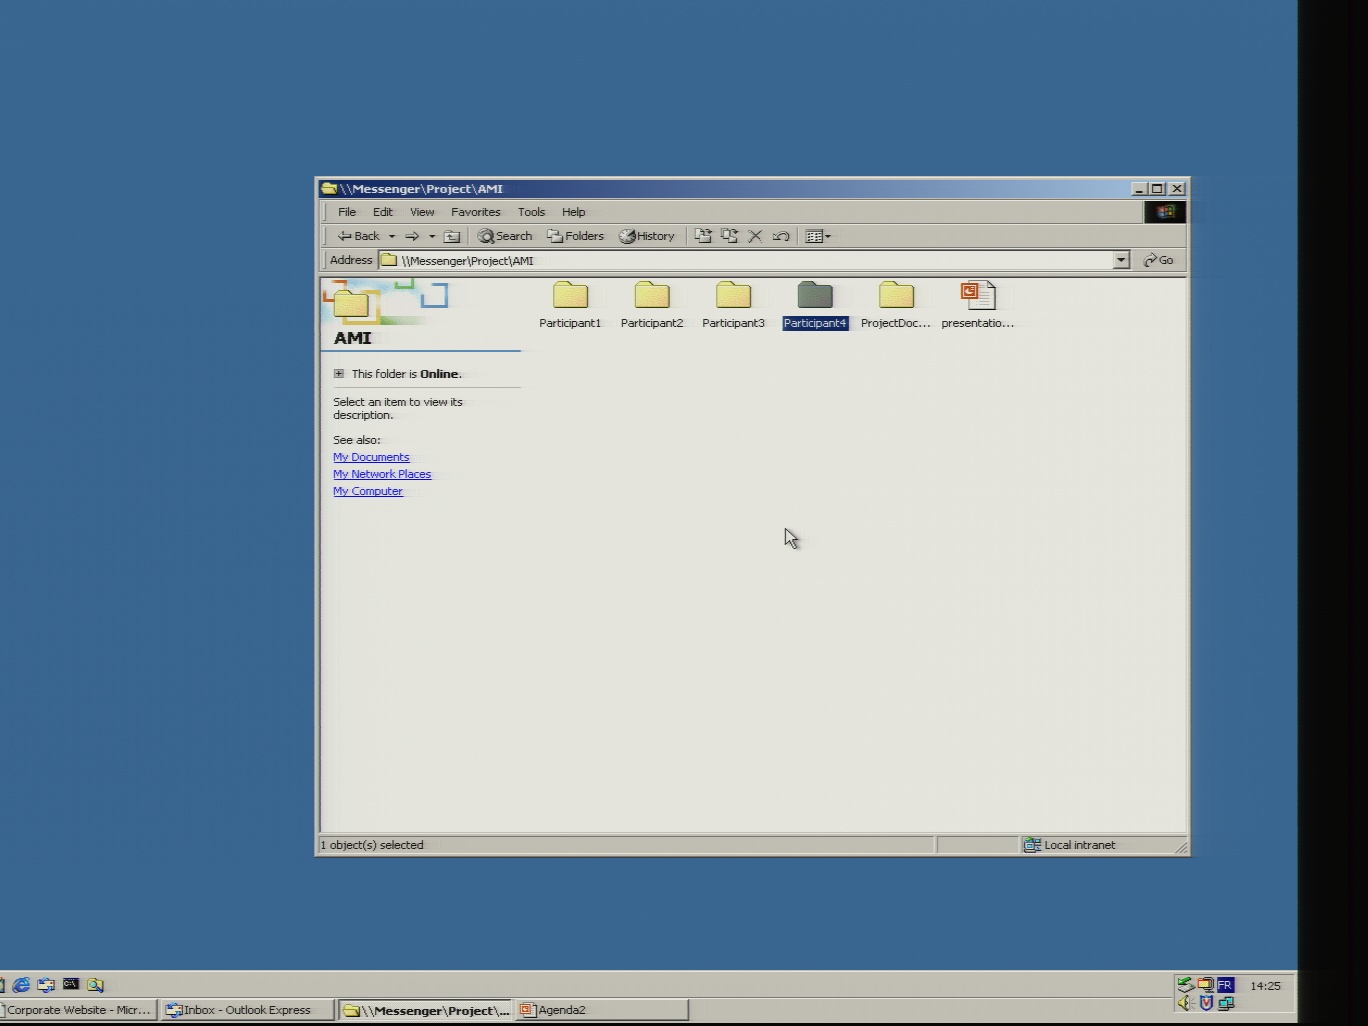 \\Messenger\Project\AMI
File Edit View Favorites Tools Help
Back Search Folders History
Address \\Messenger\Project\AMI Go
Participant1 Participant2 Participant3 Participant4 ProjectDoc... presentatio...
AMI
This folder is Online.
Select an item to view its
description.
See also:
My Documents
My Network Places
My Computer
1 object(s) selected Local intranet
FR 14:25
Corporate Website - Micr... Inbox - Outlook Express \\Messenger\Project\... Agenda2